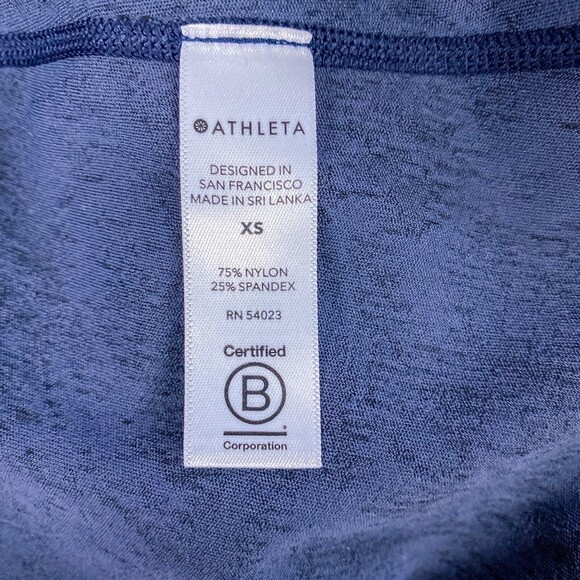 ATHLETA
DESIGNED IN
SAN FRANCISCO
MADE IN SRI LANKA
XS
75% NYLON
25% SPANDEX
RN 54023
Certified
B
Corporation